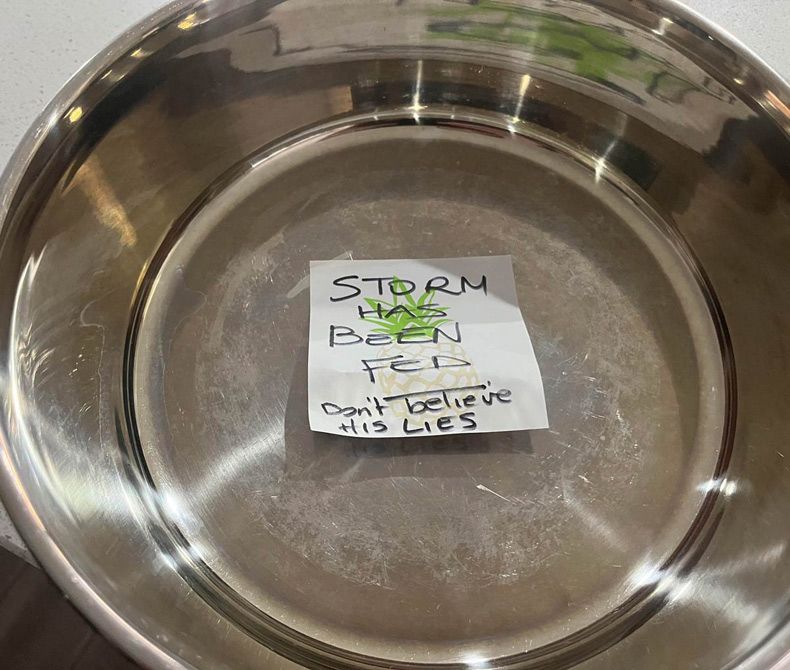 STORM
HAS
BEEN
FED
Don't believe
HIS LIES